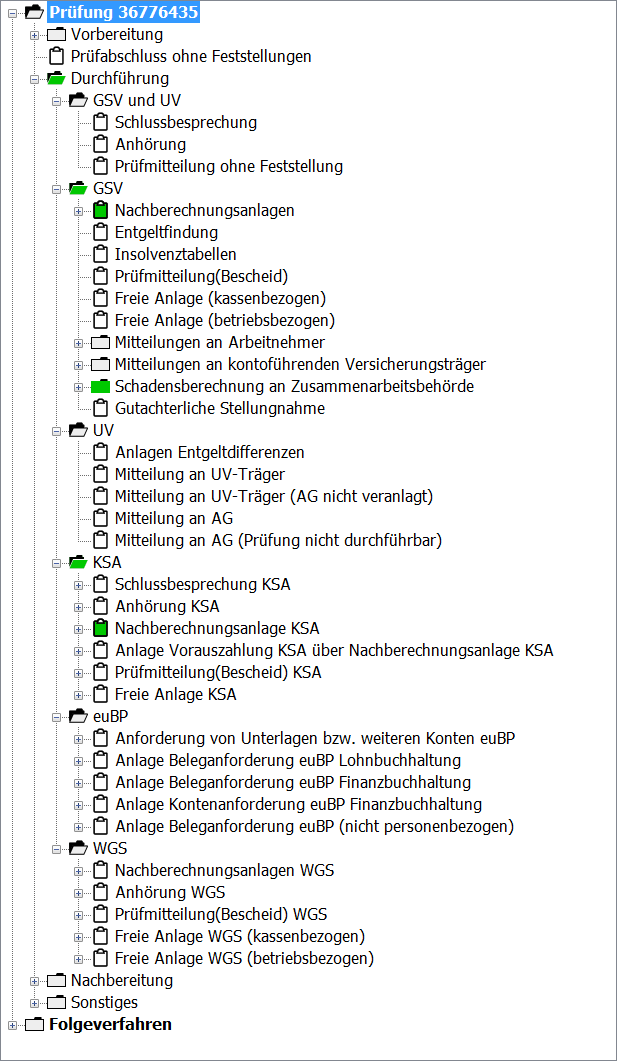 Prüfung 36776435
Vorbereitung
Prüfabschluss ohne Feststellungen
Durchführung
GSV und UV
Schlussbesprechung
Anhörung
Prüfmitteilung ohne Feststellung
GSV
Nachberechnungsanlagen
Entgeltfindung
Insolvenztabellen
Prüfmitteilung(Bescheid)
Freie Anlage (kassenbezogen)
Freie Anlage (betriebsbezogen)
Mitteilungen an Arbeitnehmer
Mitteilungen an kontoführenden Versicherungsträger
Schadensberechnung an Zusammenarbeitsbehörde
Gutachterliche Stellungnahme
UV
Anlagen Entgeltdifferenzen
Mitteilung an UV-Träger
Mitteilung an UV-Träger (AG nicht veranlagt)
Mitteilung an AG
Mitteilung an AG (Prüfung nicht durchführbar)
KSA
Schlussbesprechung KSA
Anhörung KSA
Nachberechnungsanlage KSA
Anlage Vorauszahlung KSA über Nachberechnungsanlage KSA
Prüfmitteilung(Bescheid) KSA
Freie Anlage KSA
euBP
Anforderung von Unterlagen bzw. weiteren Konten euBP
Anlage Beleganforderung euBP Lohnbuchhaltung
Anlage Beleganforderung euBP Finanzbuchhaltung
Anlage Kontenanforderung euBP Finanzbuchhaltung
Anlage Beleganforderung euBP (nicht personenbezogen)
WGS
Nachberechnungsanlagen WGS
Anhörung WGS
Prüfmitteilung(Bescheid) WGS
Freie Anlage WGS (kassenbezogen)
Freie Anlage WGS (betriebsbezogen)
Nachbereitung
Sonstiges
Folgeverfahren